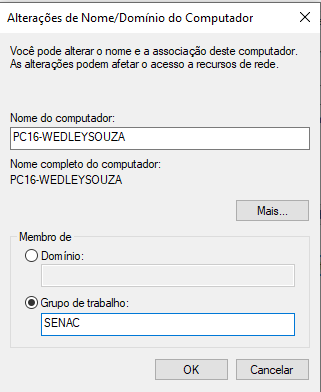 Alterações de Nome/Domínio do Computador
Você pode alterar o nome e a associação deste computador.
As alterações podem afetar o acesso a recursos de rede.
Nome do computador:
PC16-WEDLEYSOUZA
Nome completo do computador:
PC16-WEDLEYSOUZA
Mais...
Membro de
Domínio:
Grupo de trabalho:
SENAC
OK
Cancelar